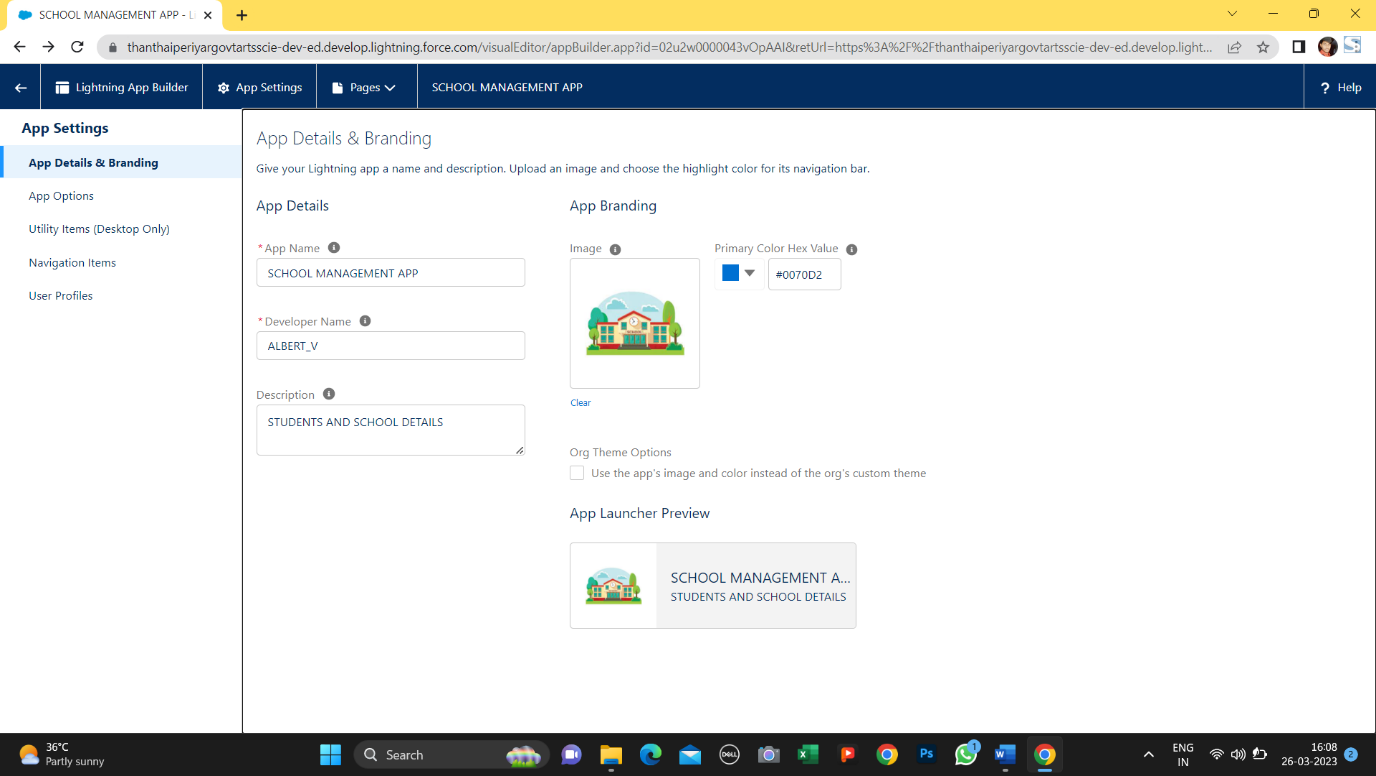 SCHOOL MANAGEMENT APP - L
thanthaiperiyargovtartsscie-dev-ed.develop.lightning.force.com/visualEditor/appBuilder.app?id=02u2w0000043vOpAAI&retUrl=https%3A%2F%2Fthanthaiperiyargovtartsscie-dev-ed.develop.light...
Lightning App Builder
App Settings
Pages
SCHOOL MANAGEMENT APP
? Help
App Settings
App Details & Branding
App Options
Utility Items (Desktop Only)
Navigation Items
User Profiles
App Details & Branding
Give your Lightning app a name and description. Upload an image and choose the highlight color for its navigation bar.
App Details
*App Name
SCHOOL MANAGEMENT APP
*Developer Name
ALBERT_V
Description
STUDENTS AND SCHOOL DETAILS
App Branding
Image
Primary Color Hex Value
#0070D2
Clear
Org Theme Options
Use the app's image and color instead of the org's custom theme
App Launcher Preview
SCHOOL MANAGEMENT A...
STUDENTS AND SCHOOL DETAILS
36°C
Partly sunny
Search
DELL
Ps
1
ENG
IN
16:08
26-03-2023
2